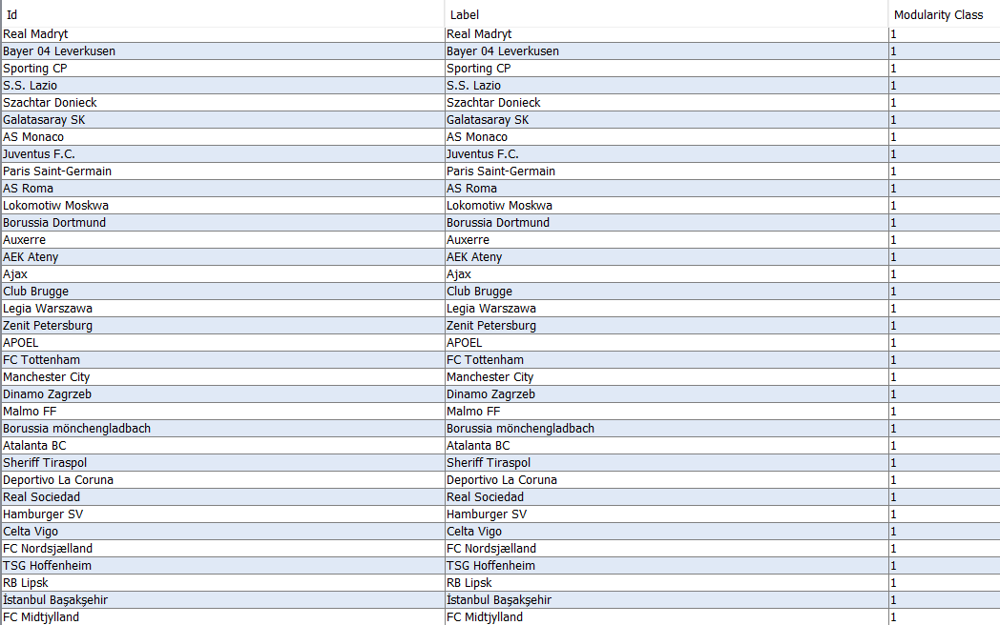 Id Label Modularity Class
Real Madryt Real Madryt 1
Bayer 04 Leverkusen Bayer 04 Leverkusen 1
Sporting CP Sporting CP 1
S.S. Lazio S.S. Lazio 1
Szachtar Donieck Szachtar Donieck 1
Galatasaray SK Galatasaray SK 1
AS Monaco AS Monaco 1
Juventus F.C. Juventus F.C. 1
Paris Saint-Germain Paris Saint-Germain 1
AS Roma AS Roma 1
Lokomotiw Moskwa Lokomotiw Moskwa 1
Borussia Dortmund Borussia Dortmund 1
Auxerre Auxerre 1
AEK Ateny AEK Ateny 1
Ajax Ajax 1
Club Brugge Club Brugge 1
Legia Warszawa Legia Warszawa 1
Zenit Petersburg Zenit Petersburg 1
APOEL APOEL 1
FC Tottenham FC Tottenham 1
Manchester City Manchester City 1
Dinamo Zagrzeb Dinamo Zagrzeb 1
Malmo FF Malmo FF 1
Borussia mönchengladbach Borussia mönchengladbach 1
Atalanta BC Atalanta BC 1
Sheriff Tiraspol Sheriff Tiraspol 1
Deportivo La Coruna Deportivo La Coruna 1
Real Sociedad Real Sociedad 1
Hamburger SV Hamburger SV 1
Celta Vigo Celta Vigo 1
FC Nordsjælland FC Nordsjælland 1
TSG Hoffenheim TSG Hoffenheim 1
RB Lipsk RB Lipsk 1
İstanbul Başakşehir İstanbul Başakşehir 1
FC Midtjylland FC Midtjylland 1